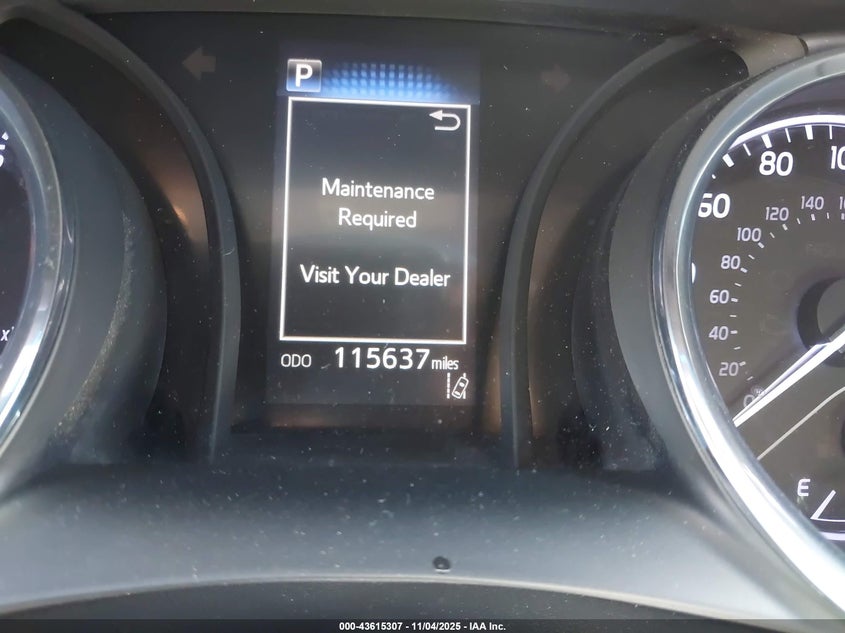 P
Maintenance
Required
Visit Your Dealer
ODO 115637 miles
80
60
140
120
100
80
60
40
20
0
E
000-43615307 - 11/04/2025 - IAA Inc.